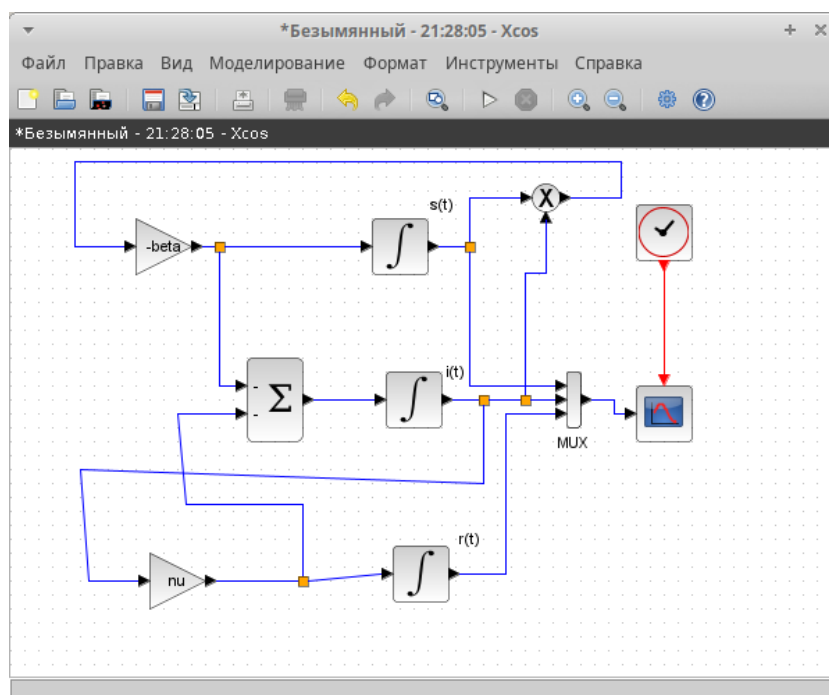 *Безымянный - 21:28:05 - Xcos
Файл Правка Вид Моделирование Формат Инструменты Справка
*Безымянный - 21:28:05 - Xcos
s(t)
X
-beta
∫
i(t)
-
-
Σ
∫
MUX
r(t)
nu
∫